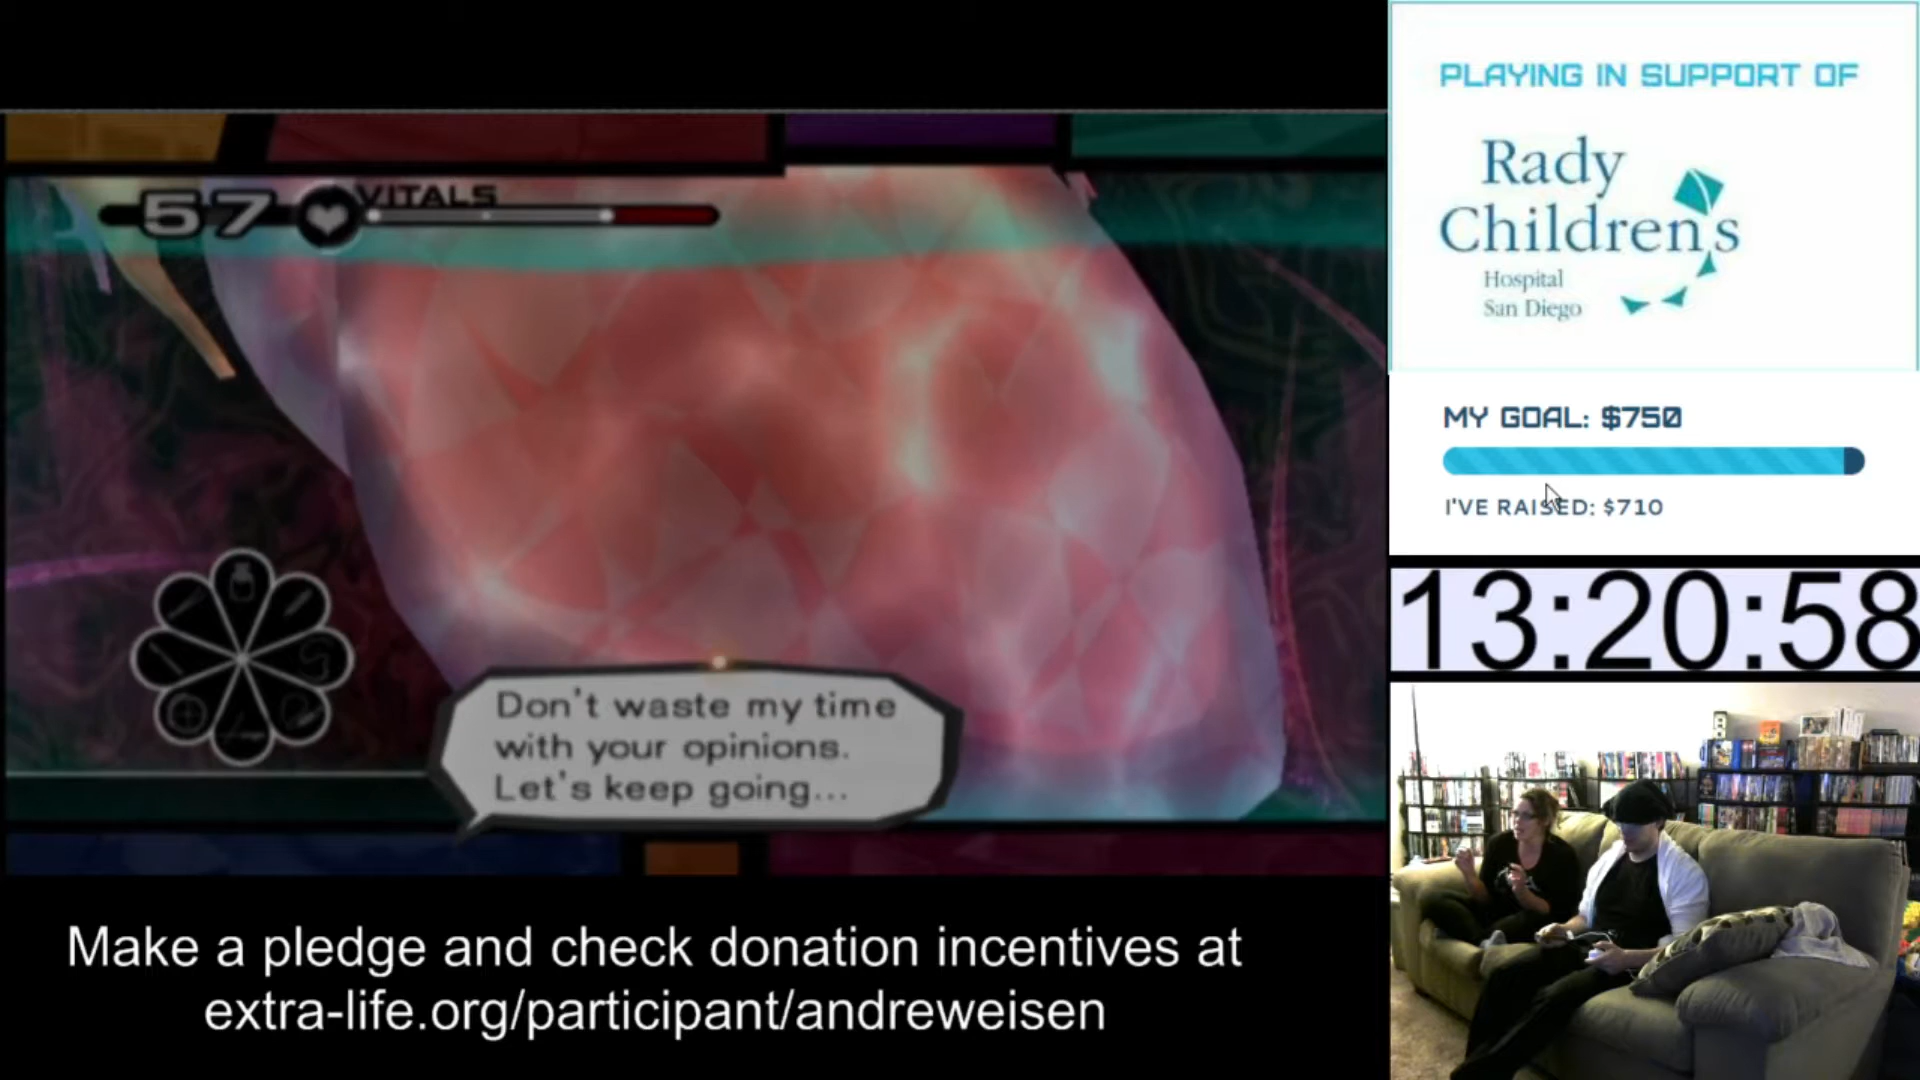 57
VITALS
Don't waste my time
with your opinions.
Let's keep going...
Make a pledge and check donation incentives at
extra-life.org/participant/andreweisen
PLAYING IN SUPPORT OF
Rady
Children's
Hospital
San Diego
MY GOAL: $750
I'VE RAISED: $710
13:20:58